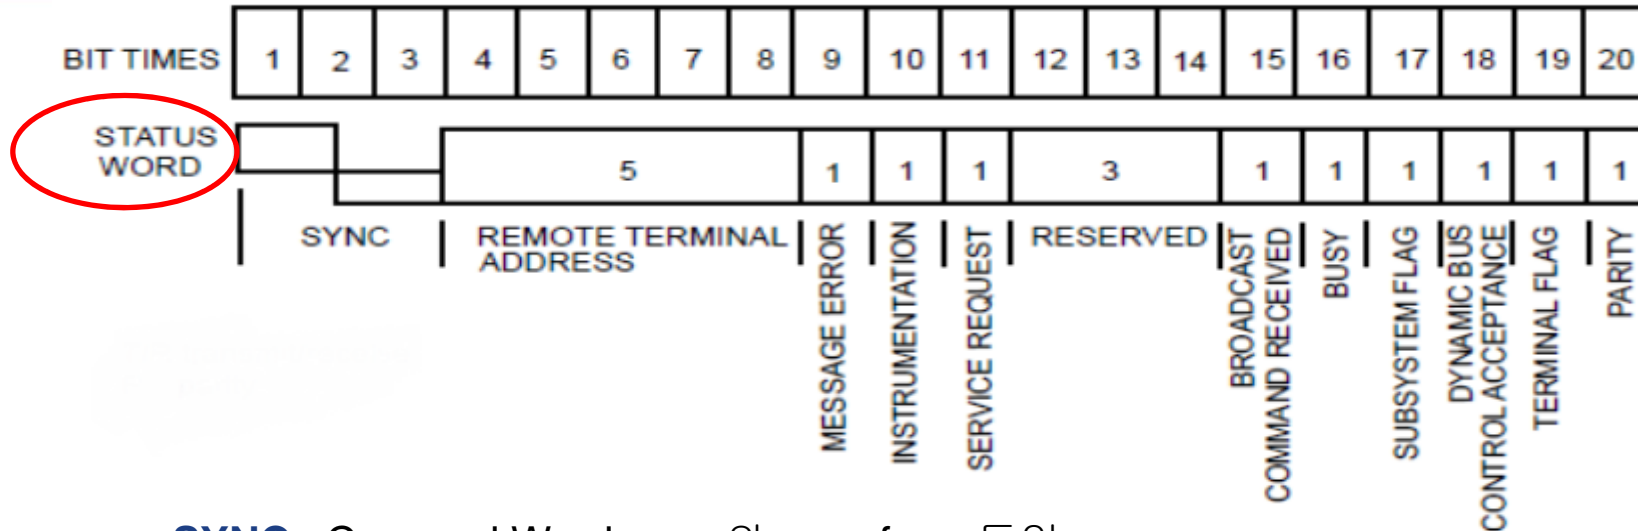 BIT TIMES 1 2 3 4 5 6 7 8 9 10 11 12 13 14 15 16 17 18 19 20
STATUS
WORD
5 1 1 1 3 1 1 1 1 1 1
SYNC
REMOTE TERMINAL
ADDRESS
MESSAGE ERROR
INSTRUMENTATION
SERVICE REQUEST
RESERVED
BROADCAST
COMMAND RECEIVED
BUSY
SUBSYSTEM FLAG
DYNAMIC BUS
CONTROL ACCEPTANCE
TERMINAL FLAG
PARITY
SYNC